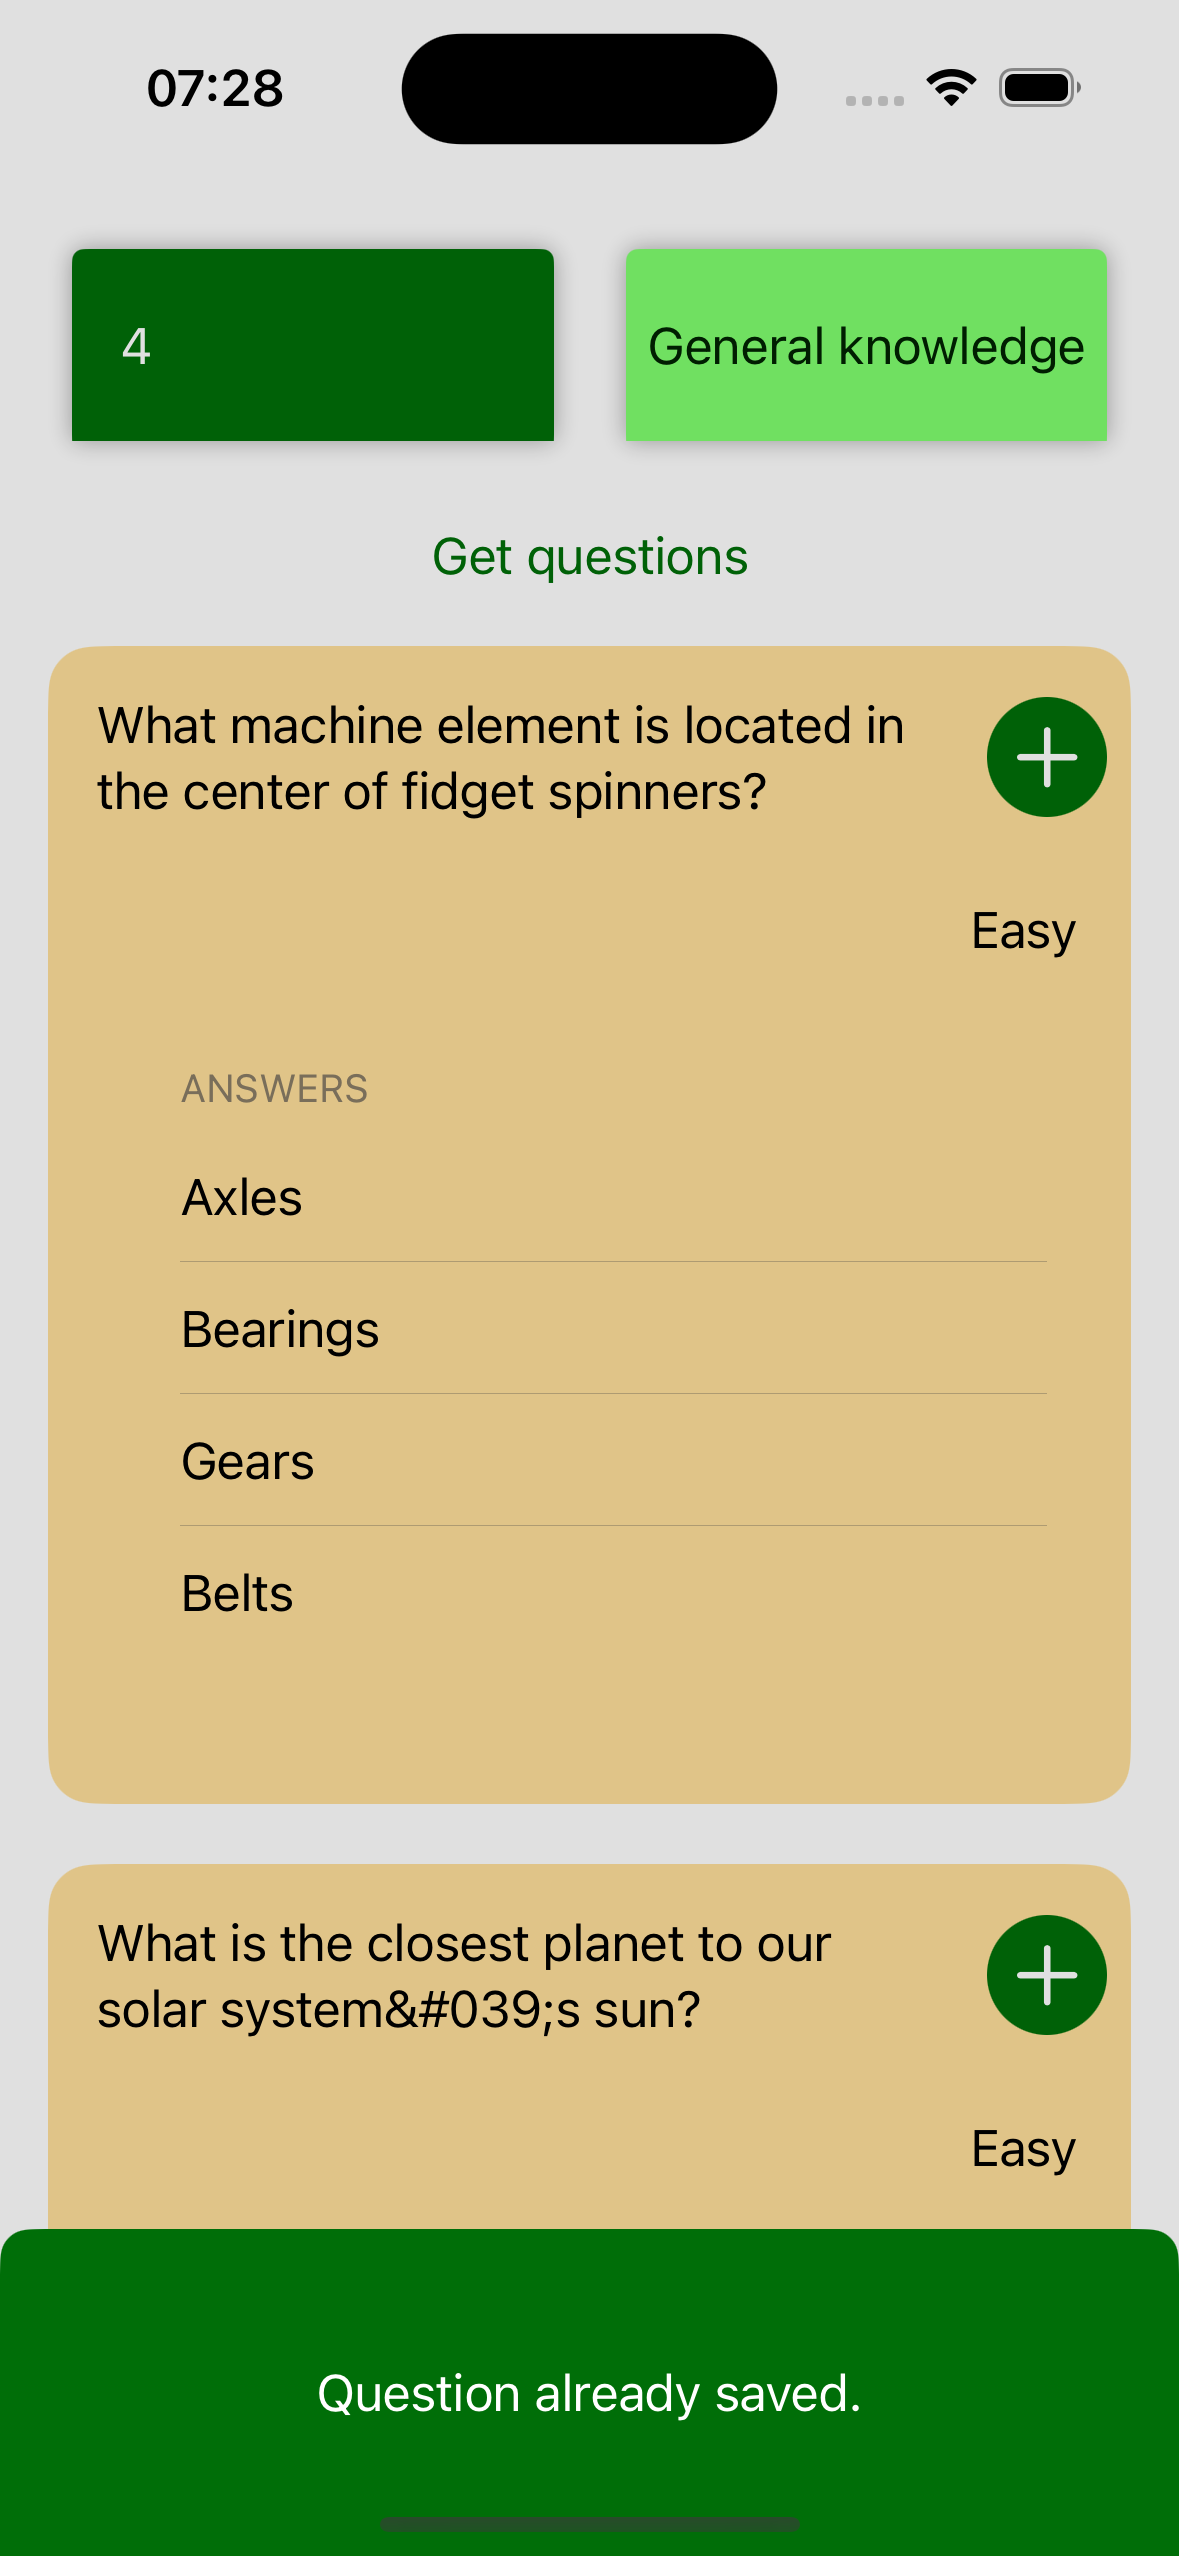 07:28
4
General knowledge
Get questions
What machine element is located in
the center of fidget spinners?
Easy
ANSWERS
Axles
Bearings
Gears
Belts
What is the closest planet to our
solar system&#039;s sun?
Easy
Question already saved.